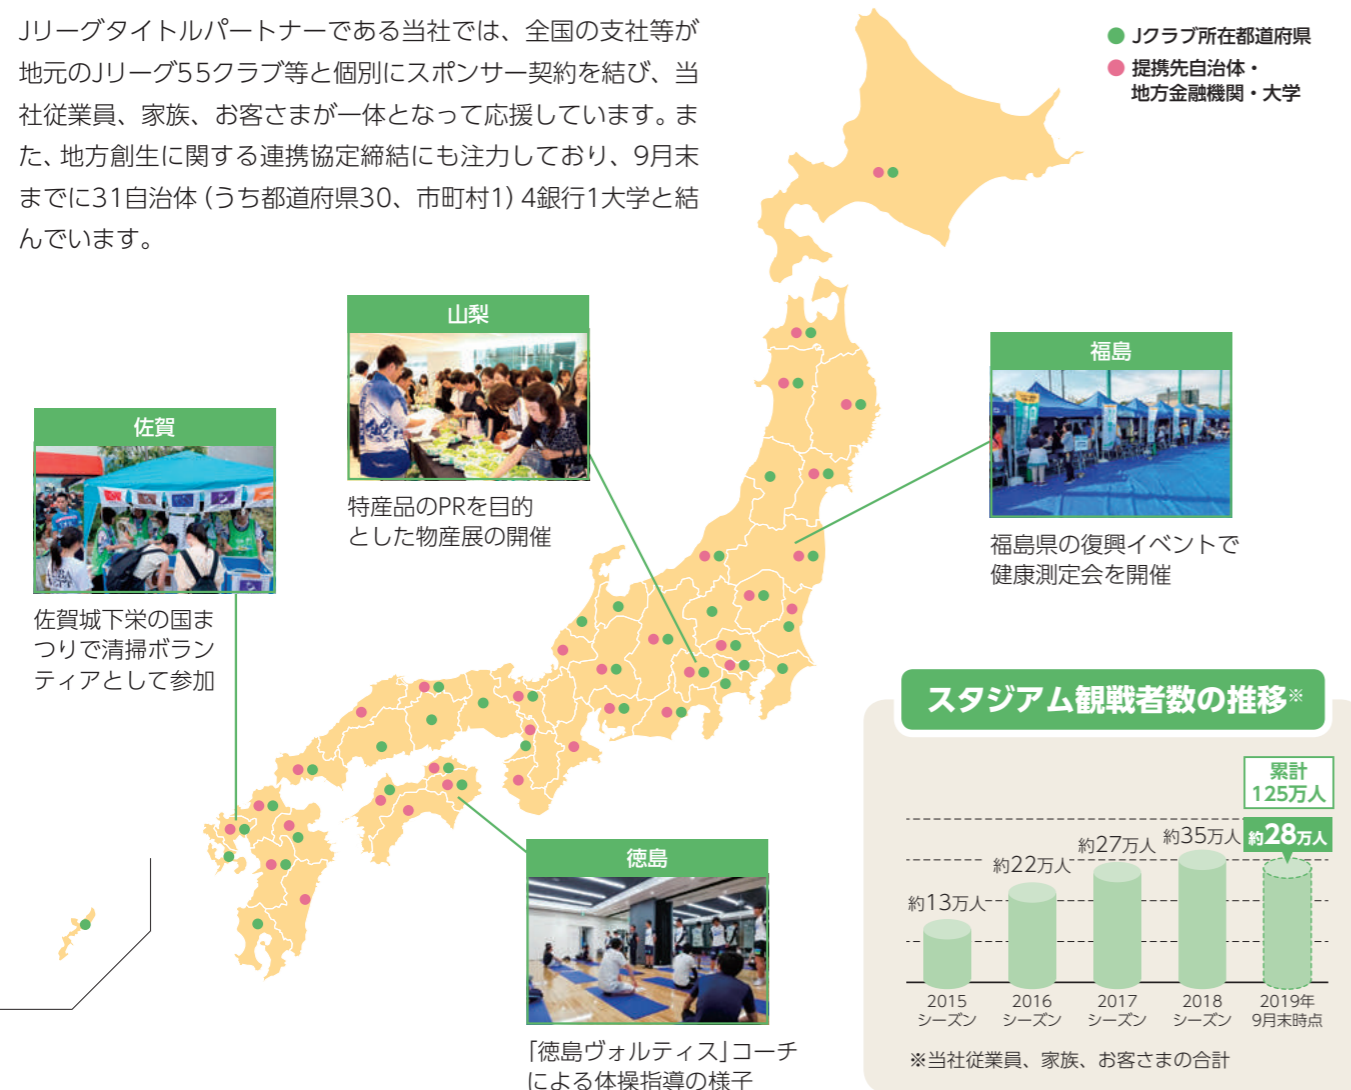 Jリーグタイトルパートナーである当社では、全国の支社等が
地元のJリーグ55クラブ等と個別にスポンサー契約を結び、当
社従業員、家族、お客さまが一体となって応援しています。ま
た、地方創生に関する連携協定締結にも注力しており、9月末
までに31自治体(うち都道府県30、市町村1)4銀行1大学と結
んでいます。
Jクラブ所在都道府県
提携先自治体・
地方金融機関・大学
山梨
特産品のPRを目的
とした物産展の開催
福島
福島県の復興イベントで
健康測定会を開催
佐賀
佐賀城下栄の国ま
つりで清掃ボラン
ティアとして参加
徳島
「徳島ヴォルティス」コーチ
による体操指導の様子
スタジアム観戦者数の推移※
累計
125万人
約13万人
約22万人
約27万人
約35万人
約28万人
2015
シーズン
2016
シーズン
2017
シーズン
2018
シーズン
2019年
9月末時点
※当社従業員、家族、お客さまの合計